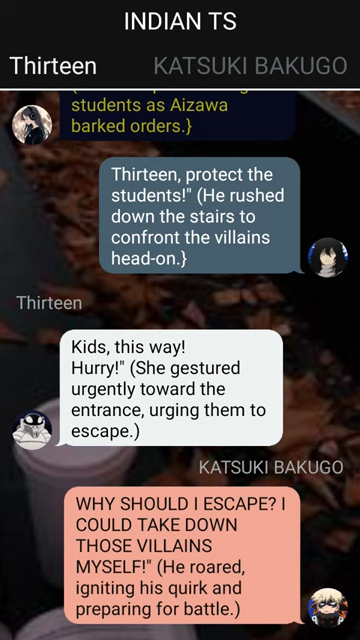 INDIAN TS
Thirteen
KATSUKI BAKUGO
students as Aizawa
barked orders.}
Thirteen, protect the
students!" (He rushed
down the stairs to
confront the villains
head-on.}
Thirteen
Kids, this way!
Hurry!" (She gestured
urgently toward the
entrance, urging them to
escape.)
KATSUKI BAKUGO
WHY SHOULD I ESCAPE? I
COULD TAKE DOWN
THOSE VILLAINS
MYSELF!" (He roared,
igniting his quirk and
preparing for battle.)